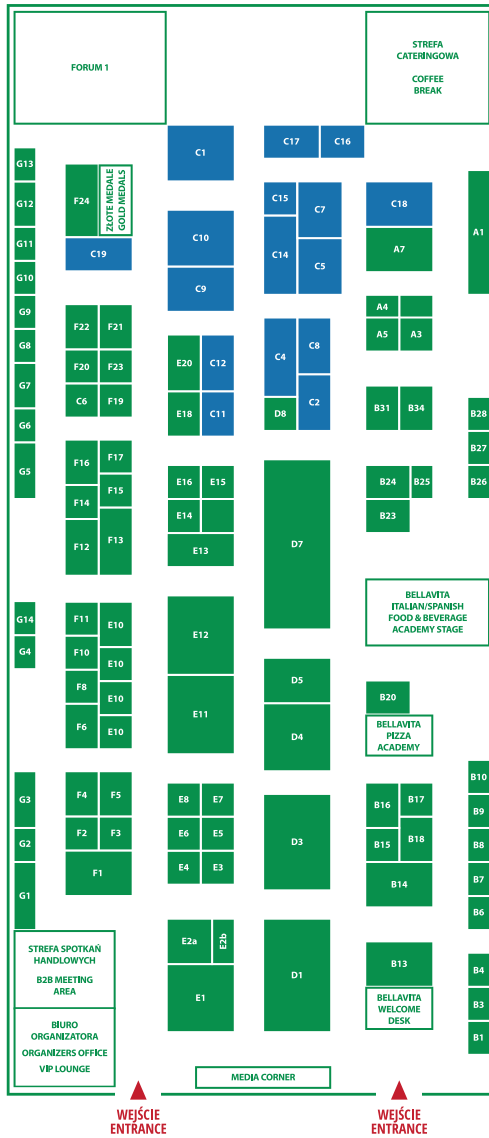 FORUM 1
STREFA
CATERINGOWA
COFFEE
BREAK
C1
C17
C16
G13
F24
ZŁOTE MEDALE
GOLD MEDALS
G12
C15
C7
C18
A1
G11
C10
C14
A7
C19
C5
G10
C9
G9
A4
G8
F22
F21
A5
A3
C4
C8
G7
F20
F23
E20
C12
C6
F19
E18
C11
D8
C2
B31
B34
G6
B28
G5
F16
F17
B27
F14
F15
E16
E15
B24
B25
B26
E14
B23
F12
F13
E13
D7
G14
F11
E10
BELLAVITA
ITALIAN/SPANISH
FOOD & BEVERAGE
ACADEMY STAGE
G4
F10
E10
E12
F8
E10
D5
B20
F6
E10
E11
D4
BELLAVITA
PIZZA
ACADEMY
G3
F4
F5
E8
E7
B16
B17
B10
B9
G2
F2
F3
E6
E5
D3
B15
B18
B8
G1
F1
E4
E3
B14
B7
B6
STREFA SPOTKAŃ
HANDLOWYCH
B2B MEETING
AREA
E2a
E2b
D1
B13
B4
E1
BELLAVITA
WELCOME
DESK
B3
B1
BIURO
ORGANIZATORA
ORGANIZERS OFFICE
VIP LOUNGE
MEDIA CORNER
WEJŚCIE
ENTRANCE
WEJŚCIE
ENTRANCE